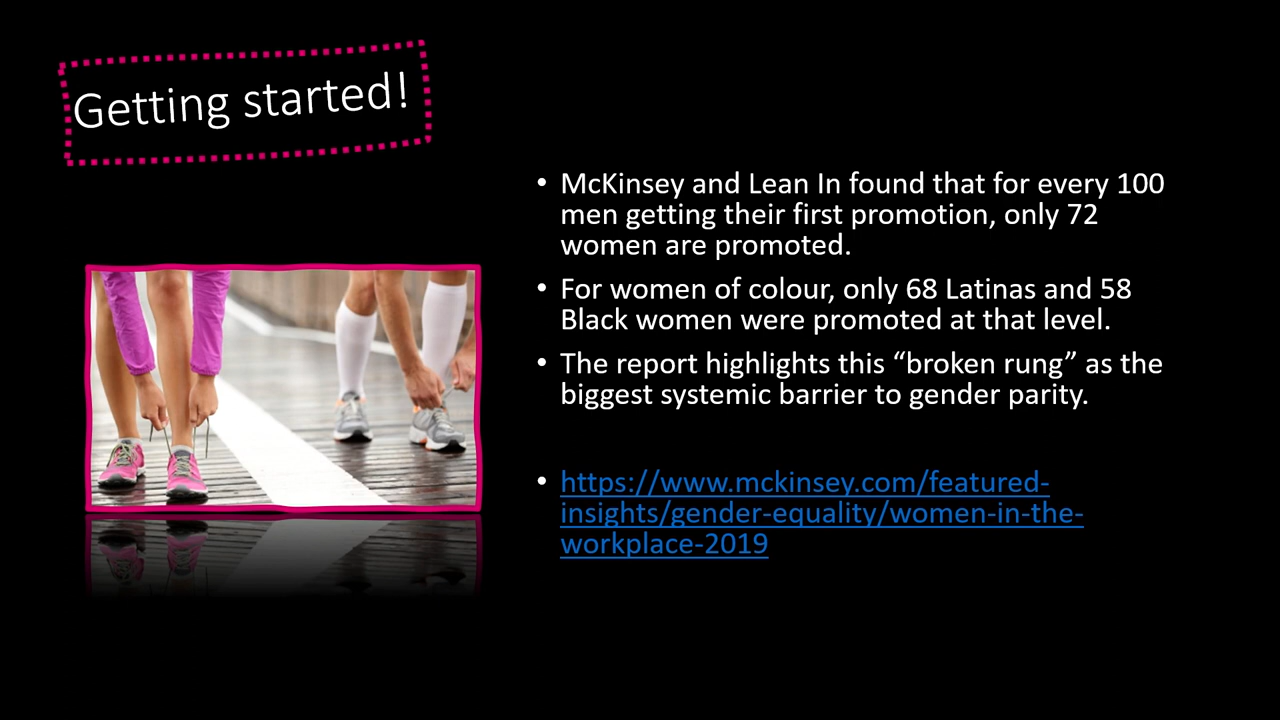 Getting started!
• McKinsey and Lean In found that for every 100
men getting their first promotion, only 72
women are promoted.
• For women of colour, only 68 Latinas and 58
Black women were promoted at that level.
• The report highlights this “broken rung” as the
biggest systemic barrier to gender parity.
• https://www.mckinsey.com/featured-
insights/gender-equality/women-in-the-
workplace-2019